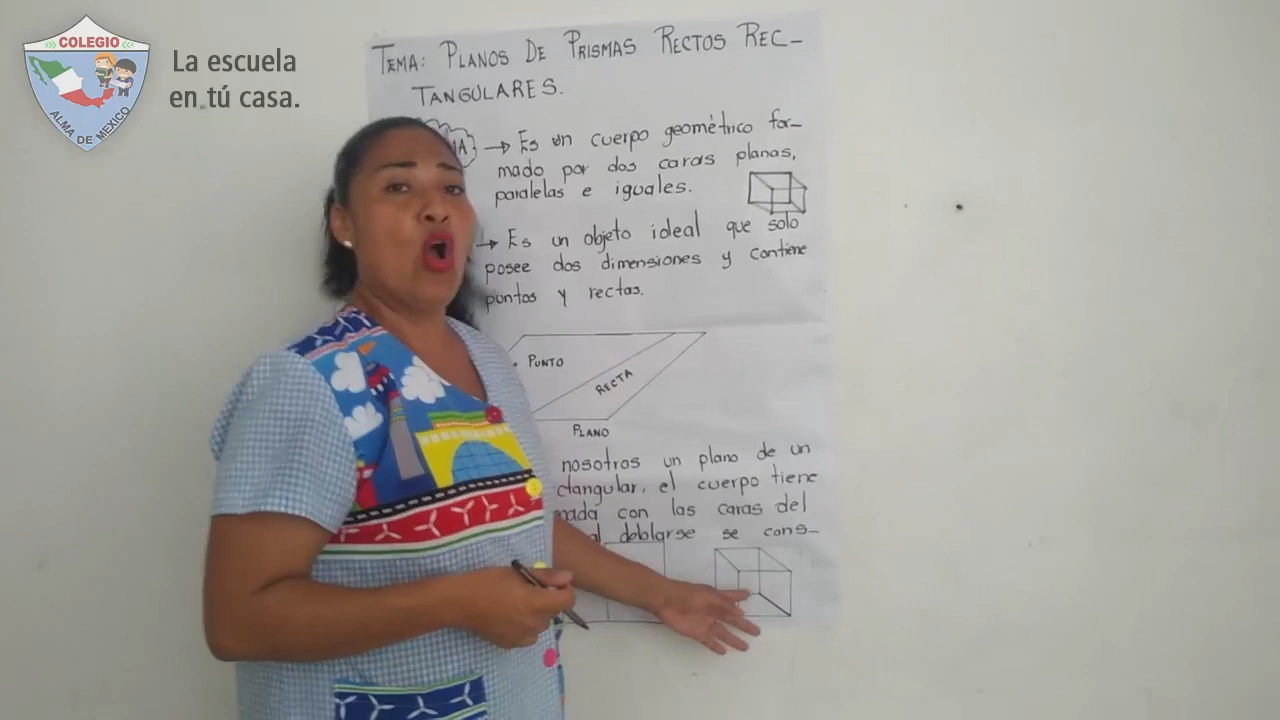 COLEGIO
ALMA DE MEXICO
La escuela
en tú casa.
TEMA: PLANOS DE PRISMAS RECTOS REC-
TANGULARES.
→ Es un cuerpo geométrico for-
mado por dos caras planas,
paralelas e iguales.
→ Es un objeto ideal que solo
posee dos dimensiones y contiene
puntos y rectas.
PUNTO
RECTA
PLANO
nosotros un plano de un
ctangular, el cuerpo tiene
nada con las caras del
al deblarse se cons-